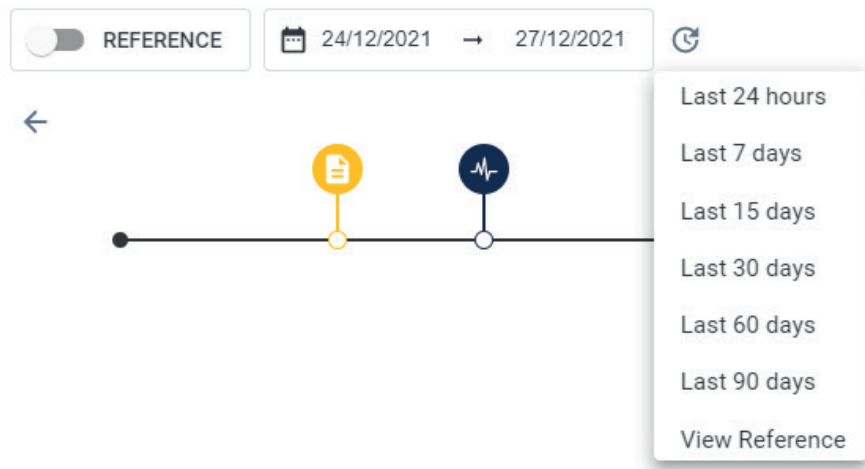 REFERENCE
24/12/2021 → 27/12/2021
Last 24 hours
Last 7 days
Last 15 days
Last 30 days
Last 60 days
Last 90 days
View Reference